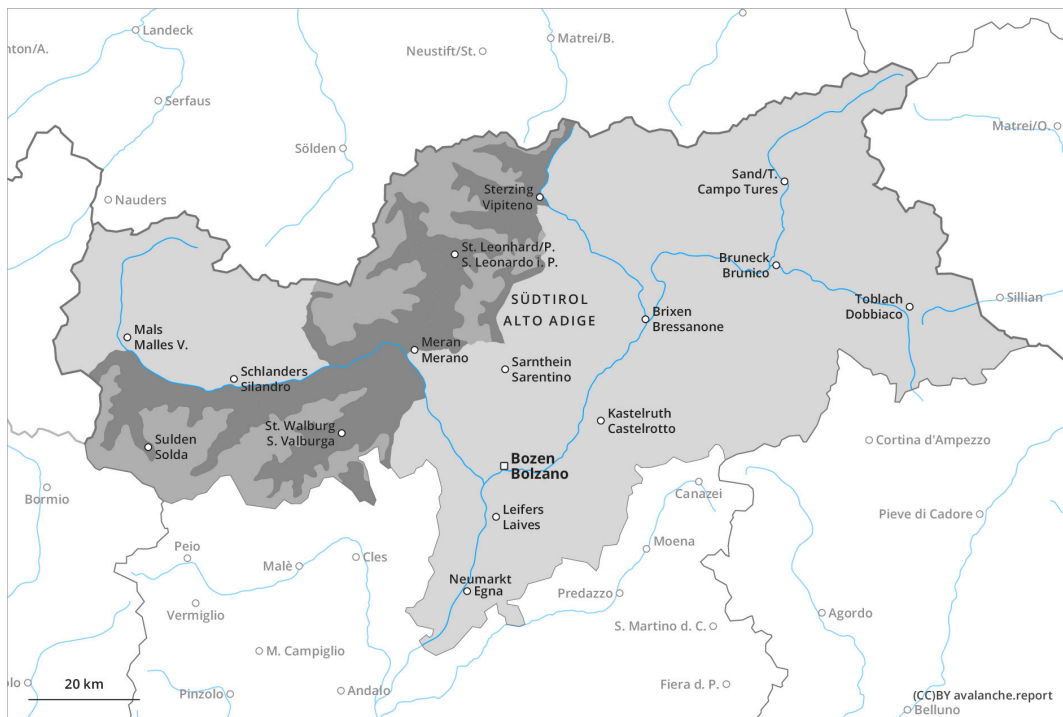 Landeck
nton/A.
Neustift/St.
Matrei/B.
Serfaus
Matrei/O.
Sölden
Sand/T.
Campo Tures
Sterzing
Vipiteno
Nauders
St. Leonhard/P.
S. Leonardo i. P.
Bruneck
Brunico
SÜDTIROL
ALTO ADIGE
Toblach
Dobbiaco
Sillian
Brixen
Bressanone
Mals
Malles V.
Meran
Merano
Sarnthein
Sarentino
Schlanders
Silandro
Kastelruth
Castelrotto
St. Walburg
S. Valburga
Sulden
Solda
Cortina d'Ampezzo
Bozen
Bolzano
Bormio
Canazei
Leifers
Laives
Pieve di Cadore
Moena
Peio
Cles
Malè
Neumarkt
Egna
Predazzo
Vermiglio
Agordo
S. Martino d. C.
M. Campiglio
olo
20 km
Pinzolo
Andalo
Fiera d. P.
(CC)BY avalanche.report
Belluno